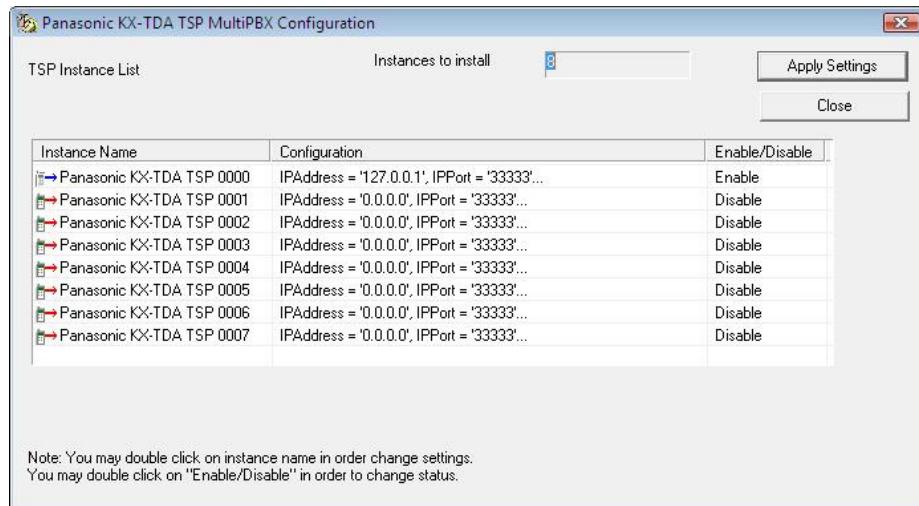 Panasonic KX-TDA TSP MultiPBX Configuration
TSP Instance List
Instances to install 8
Apply Settings
Close
Instance Name Configuration Enable/Disable
Panasonic KX-TDA TSP 0000 IPAddress = '127.0.0.1', IPPort = '33333'... Enable
Panasonic KX-TDA TSP 0001 IPAddress = '0.0.0.0', IPPort = '33333'... Disable
Panasonic KX-TDA TSP 0002 IPAddress = '0.0.0.0', IPPort = '33333'... Disable
Panasonic KX-TDA TSP 0003 IPAddress = '0.0.0.0', IPPort = '33333'... Disable
Panasonic KX-TDA TSP 0004 IPAddress = '0.0.0.0', IPPort = '33333'... Disable
Panasonic KX-TDA TSP 0005 IPAddress = '0.0.0.0', IPPort = '33333'... Disable
Panasonic KX-TDA TSP 0006 IPAddress = '0.0.0.0', IPPort = '33333'... Disable
Panasonic KX-TDA TSP 0007 IPAddress = '0.0.0.0', IPPort = '33333'... Disable
Note: You may double click on instance name in order change settings.
You may double click on "Enable/Disable" in order to change status.